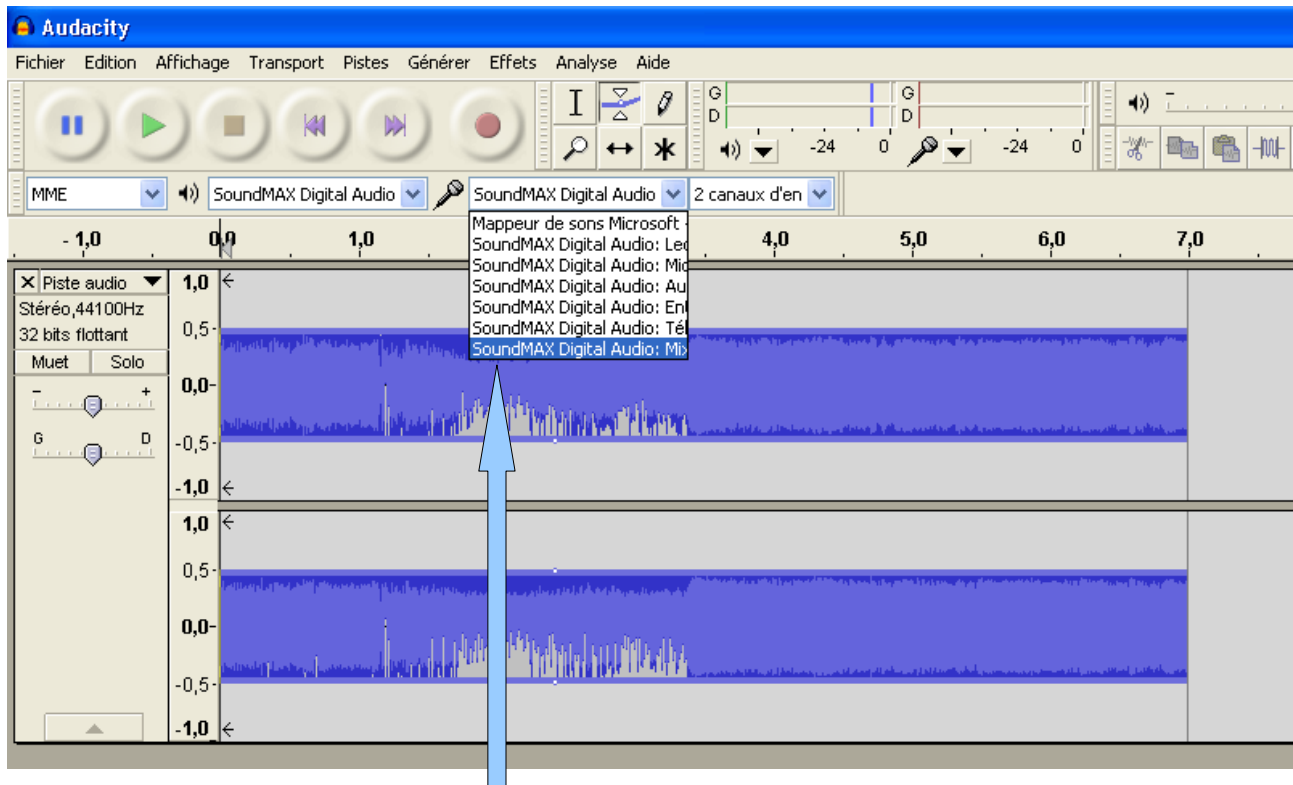 Audacity
Fichier Edition Affichage Transport Pistes Générer Effets Analyse Aide
G G
D D
-24 0 -24 0
MME SoundMAX Digital Audio SoundMAX Digital Audio 2 canaux d'en
Mappeur de sons Microsoft -
SoundMAX Digital Audio: Lec
SoundMAX Digital Audio: Mic
SoundMAX Digital Audio: Au
SoundMAX Digital Audio: En
SoundMAX Digital Audio: Tél
SoundMAX Digital Audio: Mix
- 1,0 0,0 1,0 4,0 5,0 6,0 7,0
Piste audio
Stéréo,44100Hz
32 bits flottant
Muet Solo
- +
G D
1,0
0,5-
0,0-
-0,5-
-1,0
1,0
0,5-
0,0-
-0,5-
-1,0